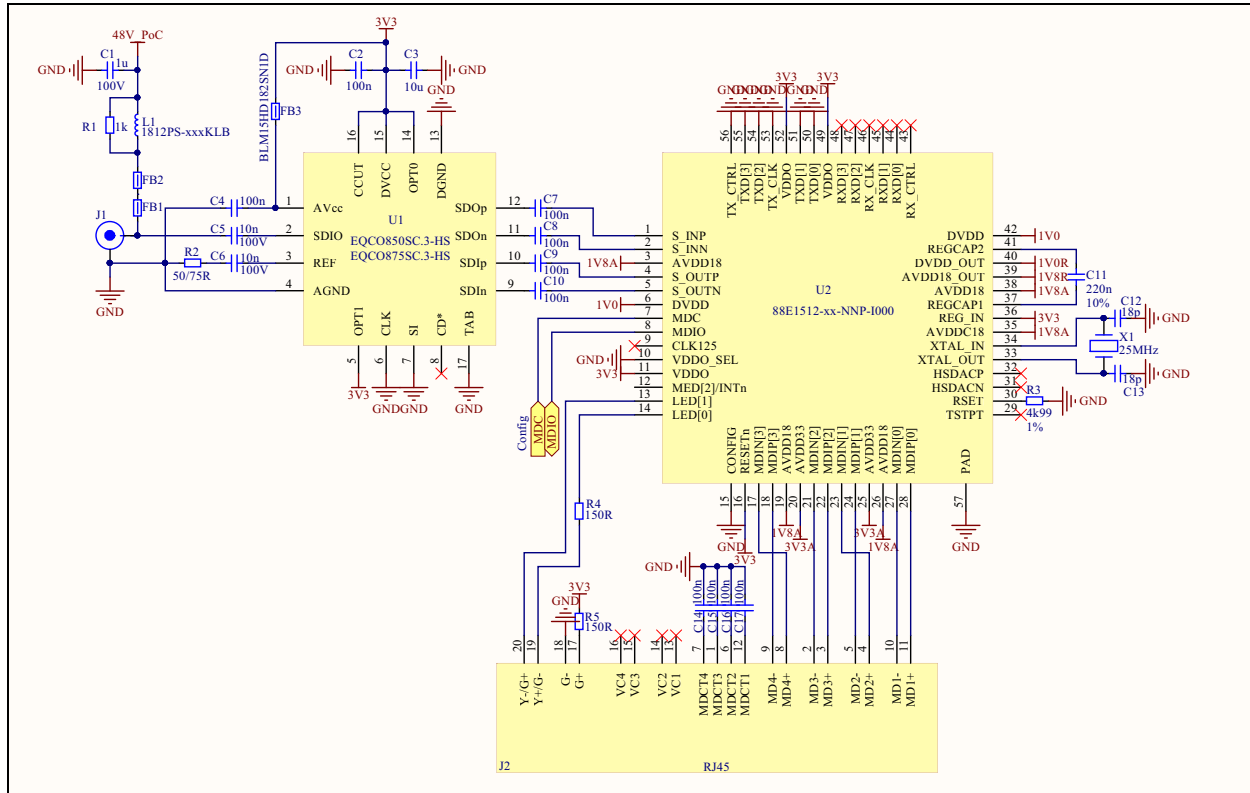 48V_PoC
C1
1u
100V
GND
R1
1k
L1
1812PS-xxxKLB
FB2
FB1
J1
GND
BLM15HD182SN1D
FB3
3V3
C2
100n
GND
C3
10u
GND
GND
C4
100n
C5
10n
100V
R2
50/75R
C6
10n
100V
16
15
14
13
CCUT
DVCC
OPT0
DGND
1
AVcc
2
SDIO
3
REF
4
AGND
U1
EQCO850SC.3-HS
EQCO875SC.3-HS
SDOp
12
SDOn
11
SDIp
10
SDIn
9
OPT1
CLK
SI
CD*
TAB
5
6
7
8
17
3V3
GND
GND
GND
C7
100n
C8
100n
C9
100n
C10
100n
1V8A
1V0
GND
3V3
Config
MDC
MDIO
3V3
3V3
GND
GND
GND
GND
GND
GND
56
55
54
53
52
51
50
49
48
47
46
45
44
43
TX_CTRL
TXD[3]
TXD[2]
TX_CLK
VDDO
TXD[1]
TXD[0]
VDDO
RXD[3]
RXD[2]
RX_CLK
RXD[1]
RXD[0]
RX_CTRL
1
S_INP
2
S_INN
3
AVDD18
4
S_OUTP
5
S_OUTN
6
DVDD
7
MDC
8
MDIO
9
CLK125
10
VDDO_SEL
11
VDDO
12
MED[2]/INTn
13
LED[1]
14
LED[0]
U2
88E1512-xx-NNP-I000
DVDD
42
1V0
REGCAP2
41
DVDD_OUT
40
1V0R
AVDD18_OUT
39
1V8R
AVDD18
38
1V8A
REGCAP1
37
REG_IN
36
3V3
AVDDC18
35
1V8A
XTAL_IN
34
XTAL_OUT
33
HSDACP
32
HSDACN
31
RSET
30
TSTPT
29
C11
220n
10%
C12
18p
GND
X1
25MHz
18p
C13
GND
R3
4k99
1%
GND
CONFIG
RESETn
MDIN[3]
MDIP[3]
AVDD18
AVDD33
MDIN[2]
MDIP[2]
MDIN[1]
MDIP[1]
AVDD33
AVDD18
MDIN[0]
MDIP[0]
PAD
15
16
17
18
19
20
21
22
23
24
25
26
27
28
57
GND
3V3
1V8A
3V3A
3V3A
1V8A
GND
R4
150R
3V3
GND
R5
150R
GND
C14
100n
C15
100n
C16
100n
C17
100n
20
19
18
17
16
15
14
13
7
1
6
12
9
8
2
3
5
4
10
11
Y-/G+
Y+/G-
G-
G+
VC4
VC3
VC2
VC1
MDCT4
MDCT3
MDCT2
MDCT1
MD4-
MD4+
MD3-
MD3+
MD2-
MD2+
MD1-
MD1+
J2
RJ45